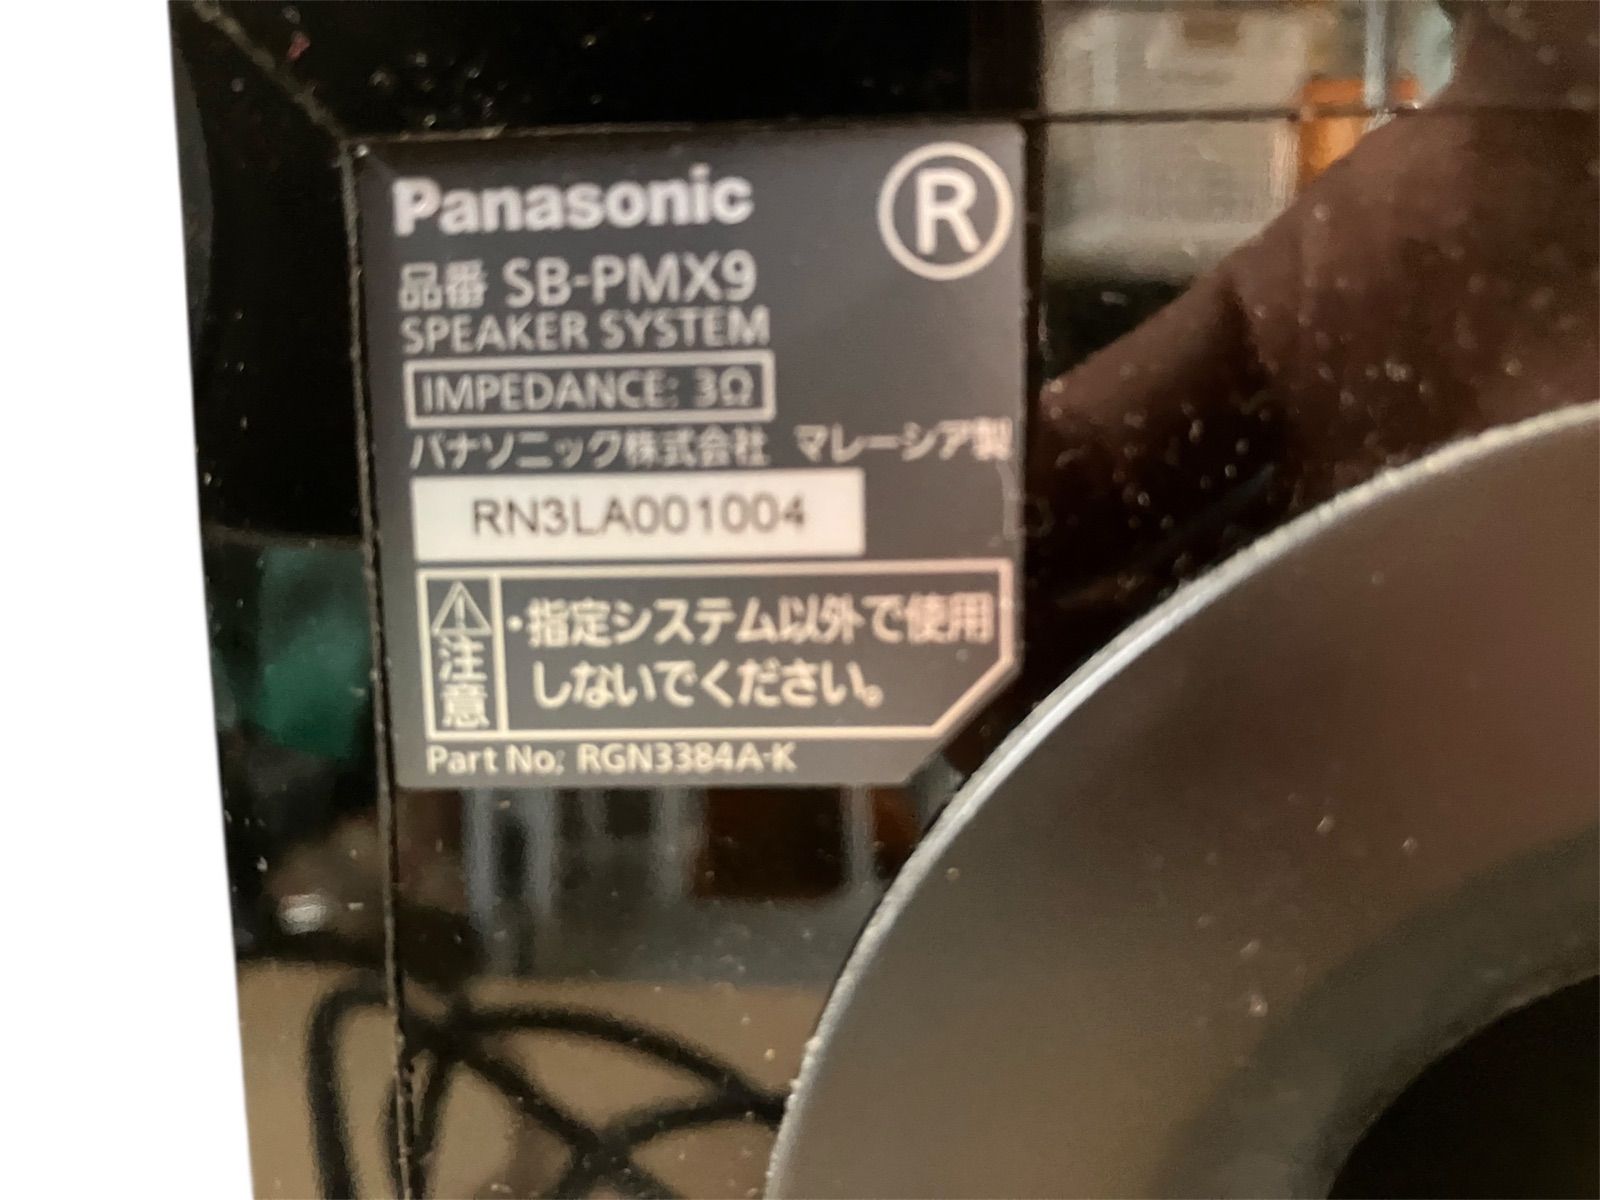 Panasonic
R
品番 SB-PMX9
SPEAKER SYSTEM
IMPEDANCE: 3Ω
パナソニック株式会社 マレーシア製
RN3LA001004
注意
・指定システム以外で使用
しないでください。
Part No: RGN3384A-K